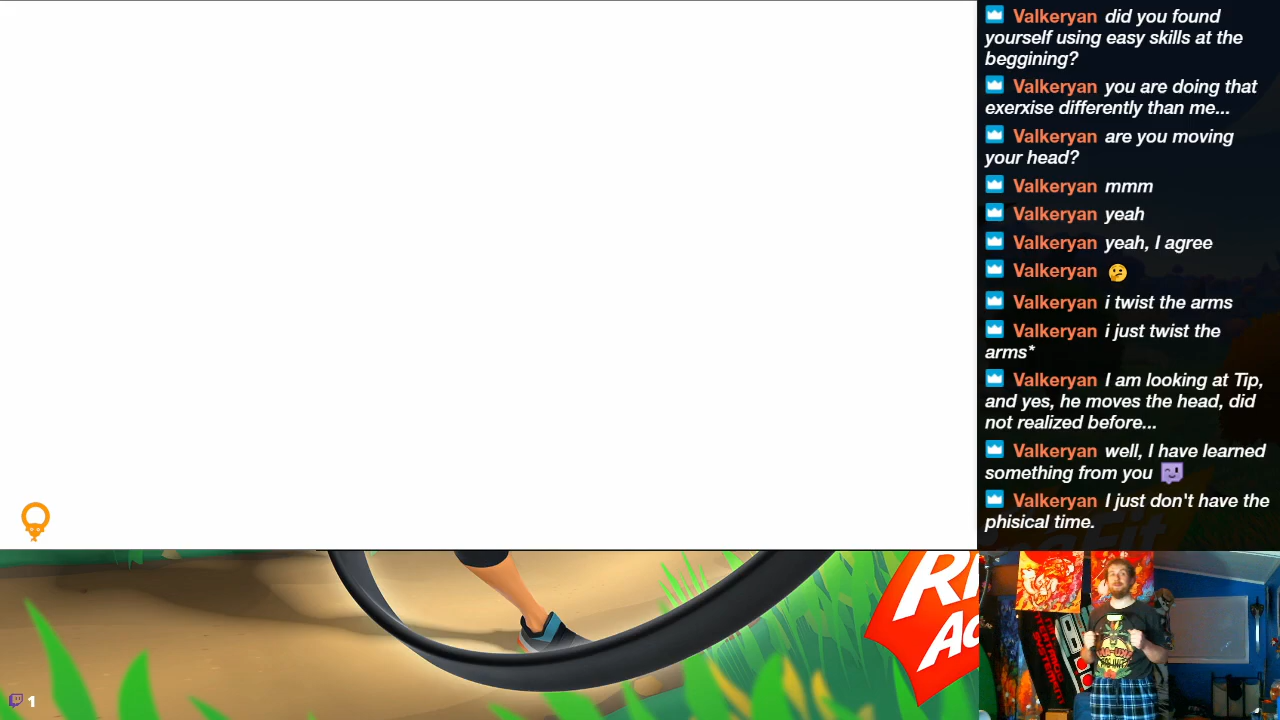 Valkeryan did you found
yourself using easy skills at the
beggining?
Valkeryan you are doing that
exerxise differently than me...
Valkeryan are you moving
your head?
Valkeryan mmm
Valkeryan yeah
Valkeryan yeah, I agree
Valkeryan
Valkeryan i twist the arms
Valkeryan i just twist the
arms*
Valkeryan I am looking at Tip,
and yes, he moves the head, did
not realized before...
Valkeryan well, I have learned
something from you
Valkeryan I just don't have the
phisical time.
1